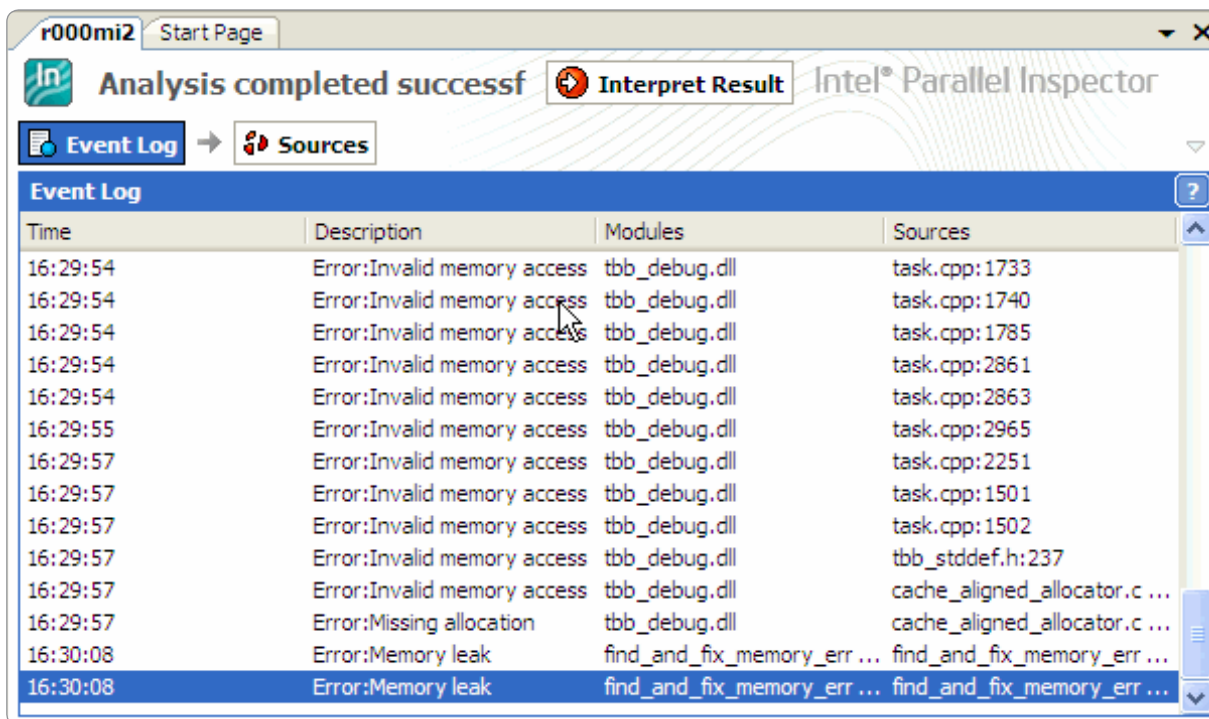 r000mi2 Start Page
In Analysis completed successf Interpret Result Intel® Parallel Inspector
Event Log Sources
Event Log ?
Time Description Modules Sources
16:29:54 Error:Invalid memory access tbb_debug.dll task.cpp:1733
16:29:54 Error:Invalid memory access tbb_debug.dll task.cpp:1740
16:29:54 Error:Invalid memory access tbb_debug.dll task.cpp:1785
16:29:54 Error:Invalid memory access tbb_debug.dll task.cpp:2861
16:29:54 Error:Invalid memory access tbb_debug.dll task.cpp:2863
16:29:55 Error:Invalid memory access tbb_debug.dll task.cpp:2965
16:29:57 Error:Invalid memory access tbb_debug.dll task.cpp:2251
16:29:57 Error:Invalid memory access tbb_debug.dll task.cpp:1501
16:29:57 Error:Invalid memory access tbb_debug.dll task.cpp:1502
16:29:57 Error:Invalid memory access tbb_debug.dll tbb_stddef.h:237
16:29:57 Error:Invalid memory access tbb_debug.dll cache_aligned_allocator.c ...
16:29:57 Error:Missing allocation tbb_debug.dll cache_aligned_allocator.c ...
16:30:08 Error:Memory leak find_and_fix_memory_err ... find_and_fix_memory_err ...
16:30:08 Error:Memory leak find_and_fix_memory_err ... find_and_fix_memory_err ...